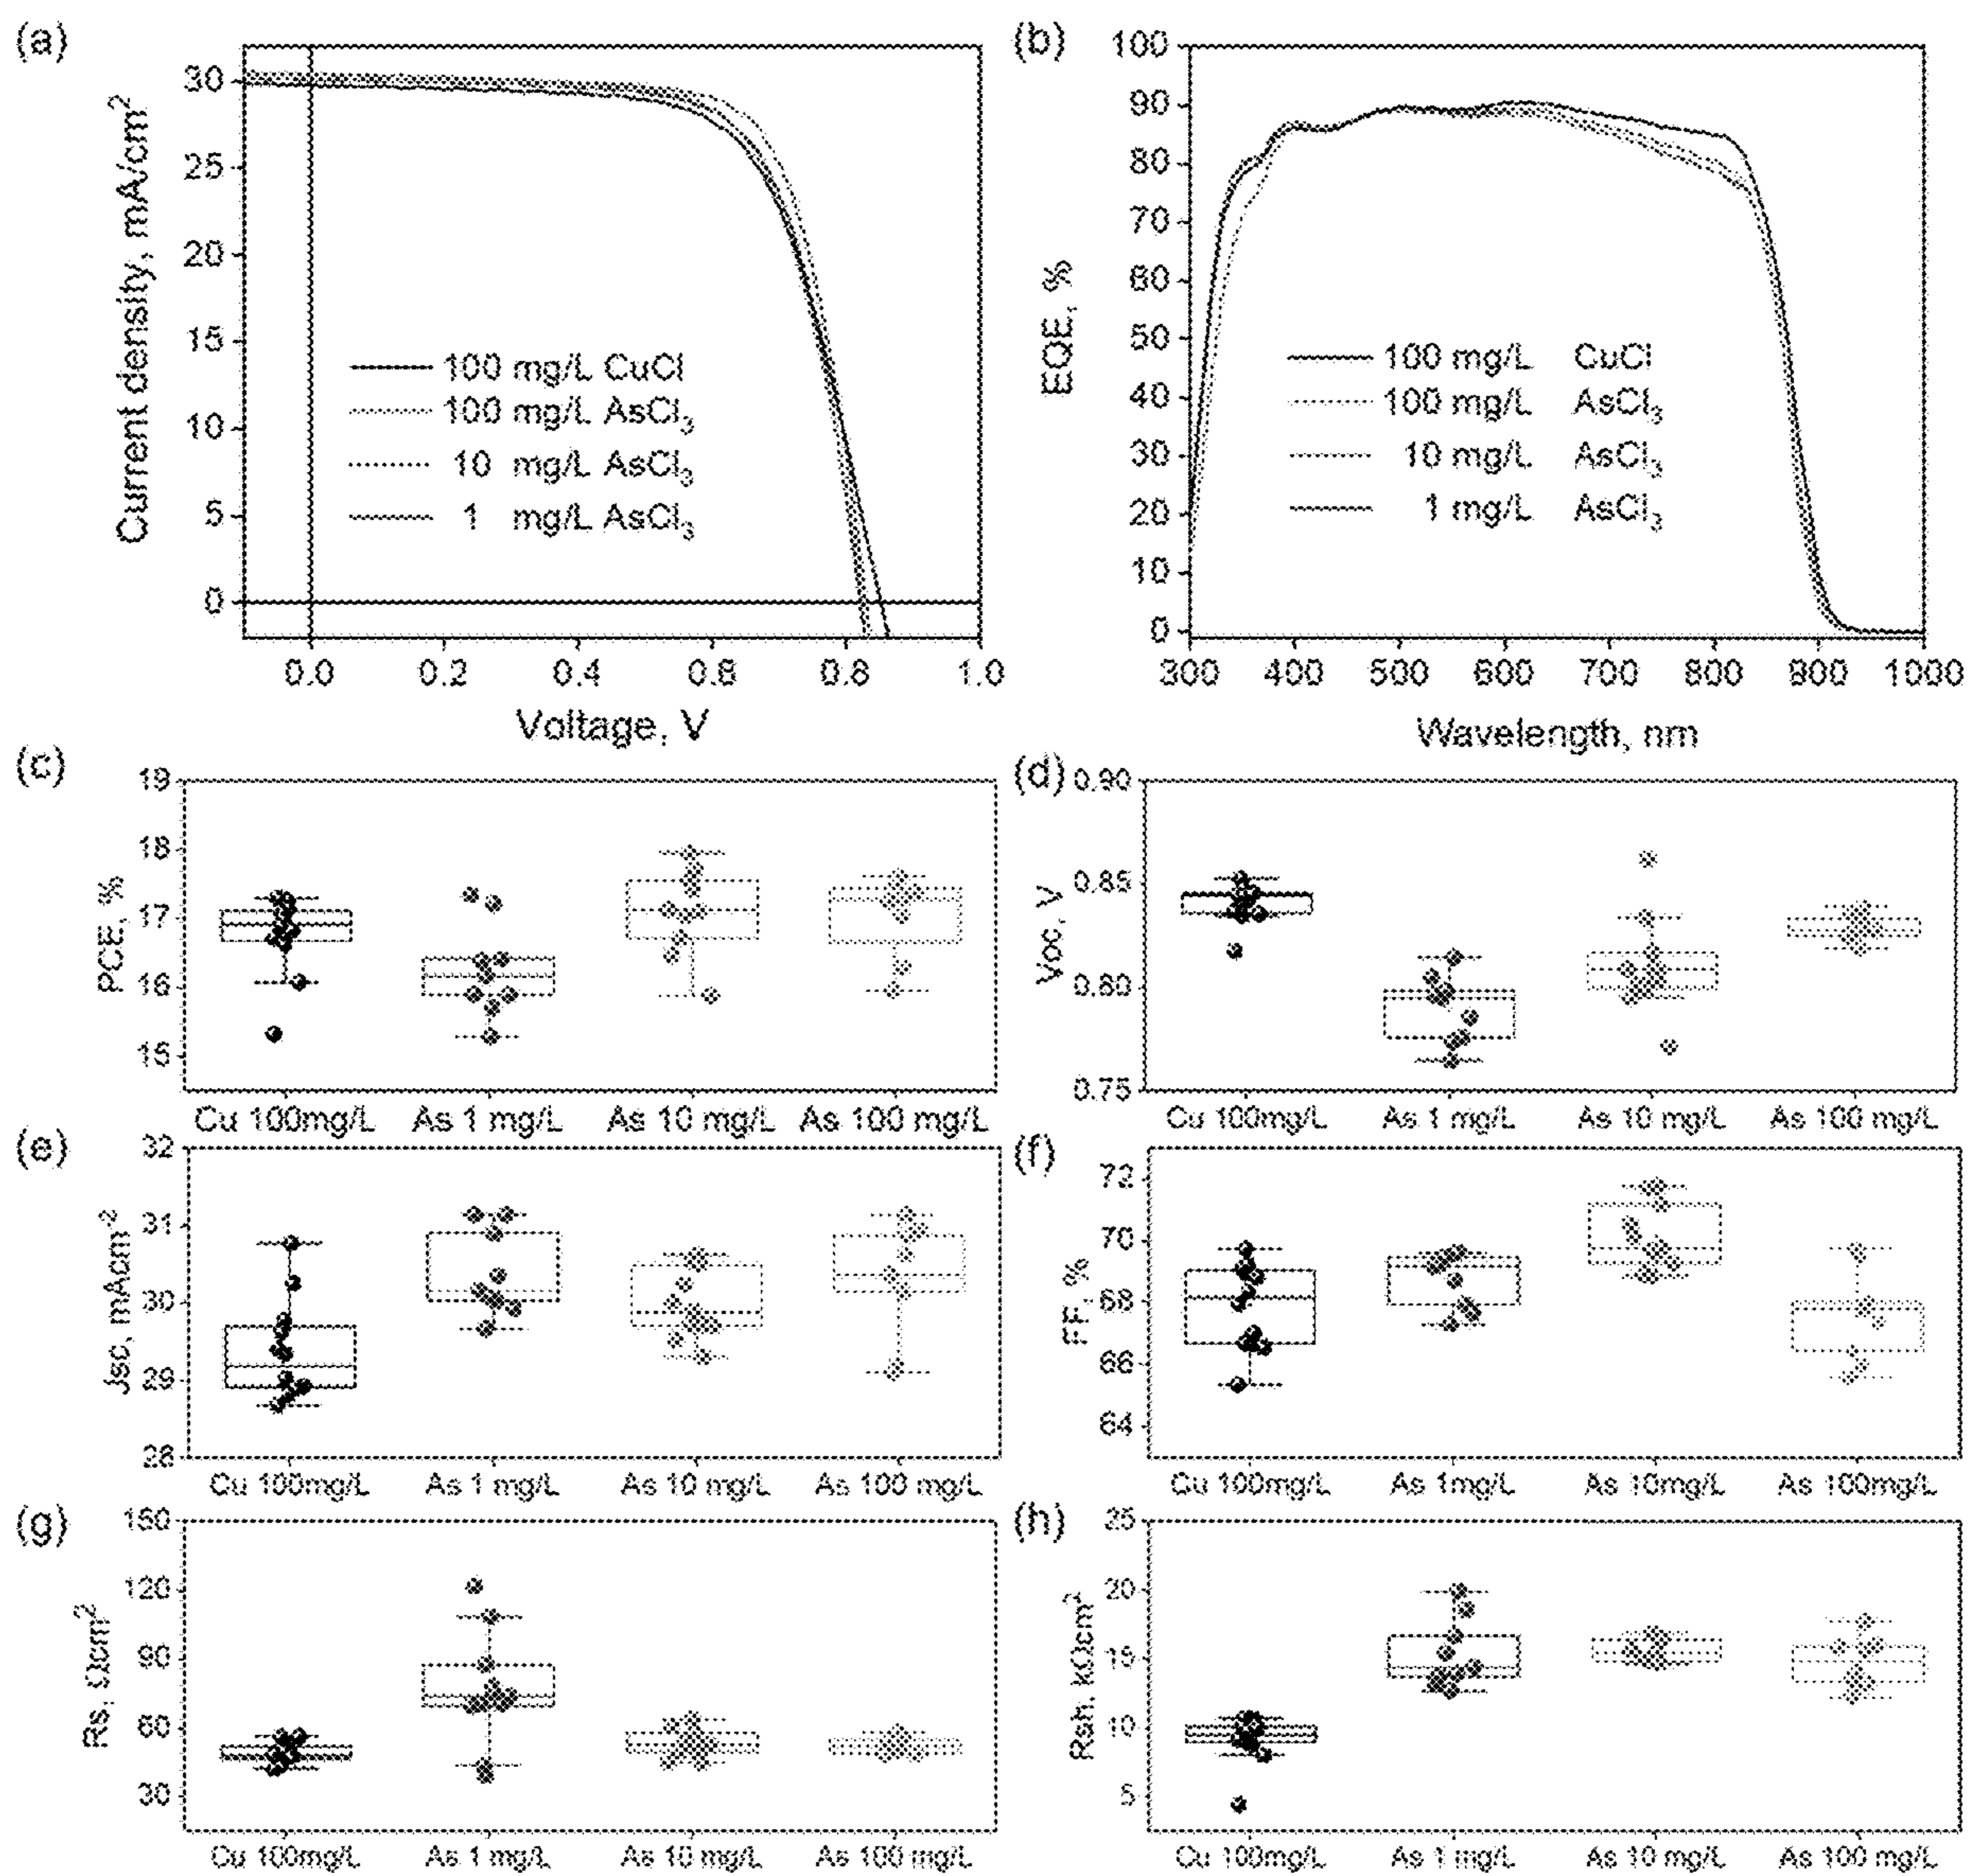 (a)
Current density, mA/cm²
30
25
20
15
10
5
0
100 mg/L CuCl
100 mg/L AsCl₃
10 mg/L AsCl₃
1 mg/L AsCl₃
0.0 0.2 0.4 0.6 0.8 1.0
Voltage, V
(b)
EQE, %
100
90
80
70
60
50
40
30
20
10
0
100 mg/L CuCl
100 mg/L AsCl₃
10 mg/L AsCl₃
1 mg/L AsCl₃
300 400 500 600 700 800 900 1000
Wavelength, nm
(c)
PCE, %
19
18
17
16
15
Cu 100mg/L As 1 mg/L As 10 mg/L As 100 mg/L
(d)
Voc, V
0.90
0.85
0.80
0.75
Cu 100mg/L As 1 mg/L As 10 mg/L As 100 mg/L
(e)
Jsc, mAcm⁻²
32
31
30
29
28
Cu 100mg/L As 1 mg/L As 10 mg/L As 100 mg/L
(f)
FF, %
72
70
68
66
64
Cu 100mg/L As 1mg/L As 10mg/L As 100mg/L
(g)
Rs, Ωcm²
150
120
90
60
30
Cu 100mg/L As 1 mg/L As 10 mg/L As 100 mg/L
(h)
Rsh, kΩcm²
25
20
15
10
5
Cu 100mg/L As 1 mg/L As 10 mg/L As 100 mg/L